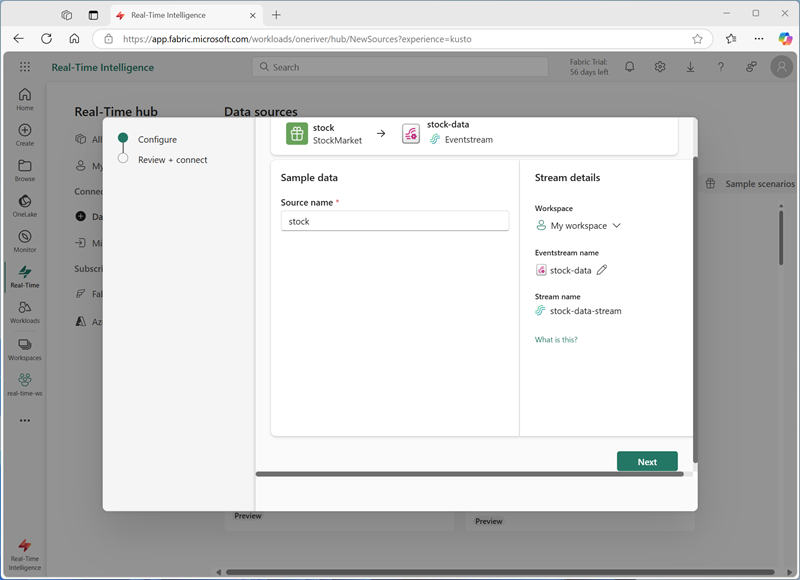 Real-Time Intelligence
https://app.fabric.microsoft.com/workloads/oneriver/hub/NewSources?experience=kusto
Real-Time Intelligence
Search
Fabric Trial:
56 days left
Home
Create
Browse
OneLake
Monitor
Real-Time
Workloads
Workspaces
real-time-ws
Real-Time
Intelligence
Real-Time hub
Data sources
All
My
Connec
Da
Mi
Subscri
Fab
Az
Sample scenarios
Configure
Review + connect
stock
StockMarket
stock-data
Eventstream
Sample data
Source name *
stock
Stream details
Workspace
My workspace
Eventstream name
stock-data
Stream name
stock-data-stream
What is this?
Next
Preview
Preview